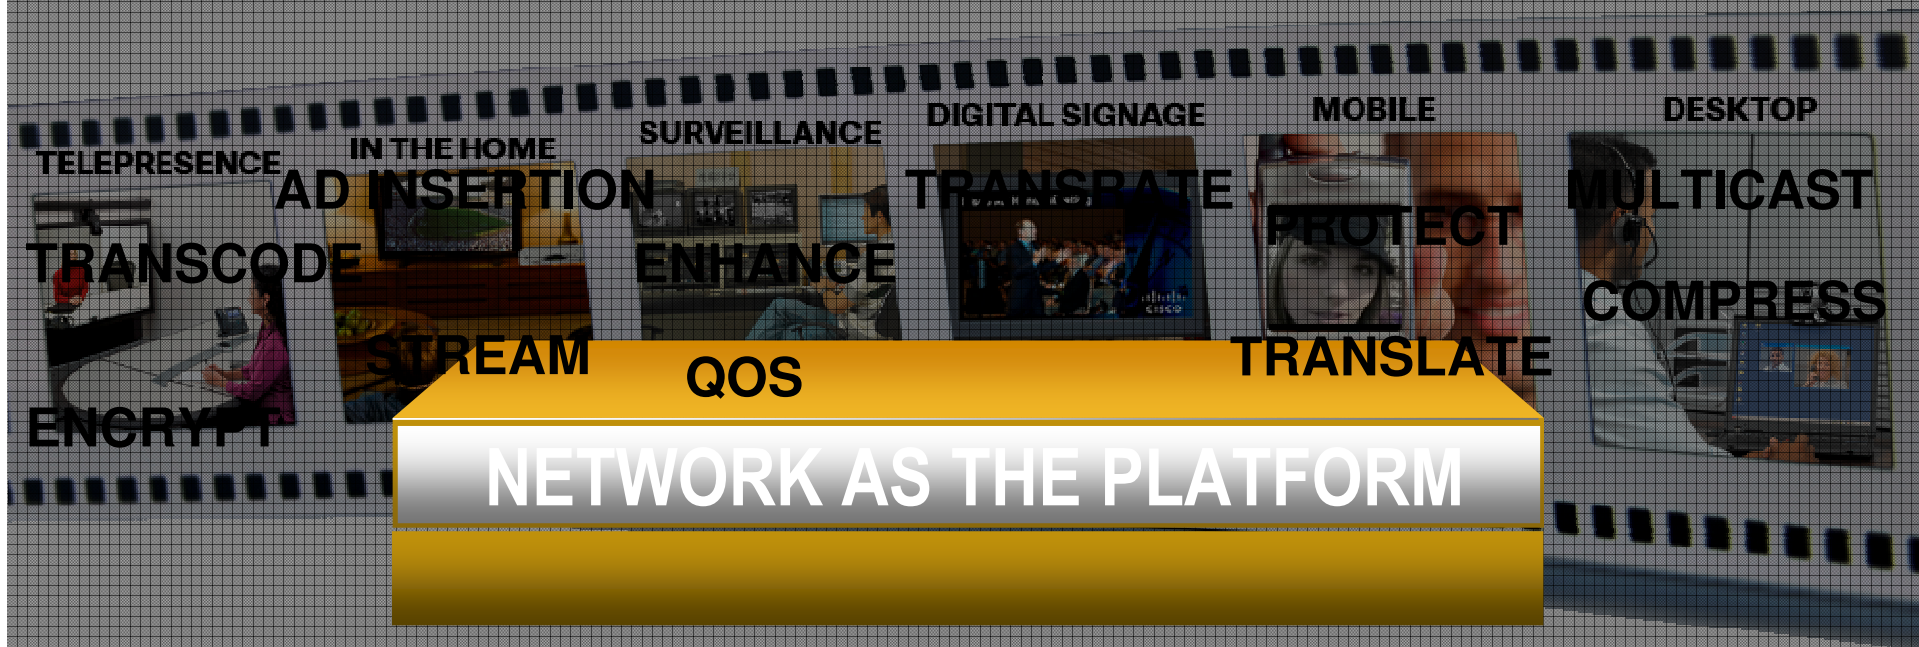 DIGITAL SIGNAGE
MOBILE
DESKTOP
SURVEILLANCE
IN THE HOME
TELEPRESENCE
AD INSERTION
TRANSRATE
MULTICAST
PROTECT
TRANSCODE
ENHANCE
COMPRESS
cisco
STREAM
QOS
TRANSLATE
ENCRYPT
NETWORK AS THE PLATFORM